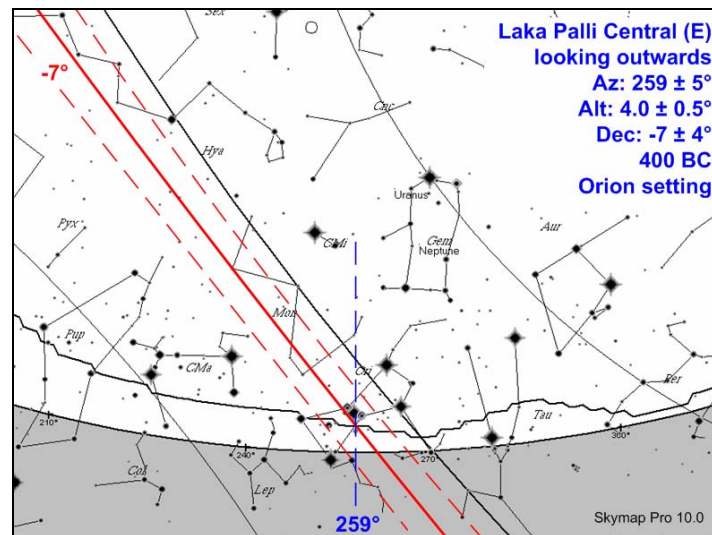 Sex
Laka Palli Central (E)
looking outwards
Az: 259 ± 5°
Alt: 4.0 ± 0.5°
Dec: -7 ± 4°
400 BC
Orion setting
-7°
Crt
Hya
Uranus
Pyx
CMi
Gem
Neptune
Aur
Mon
Pup
CMa
Ori
Per
Tau
210
240
270
300
Col
Lep
259°
Skymap Pro 10.0